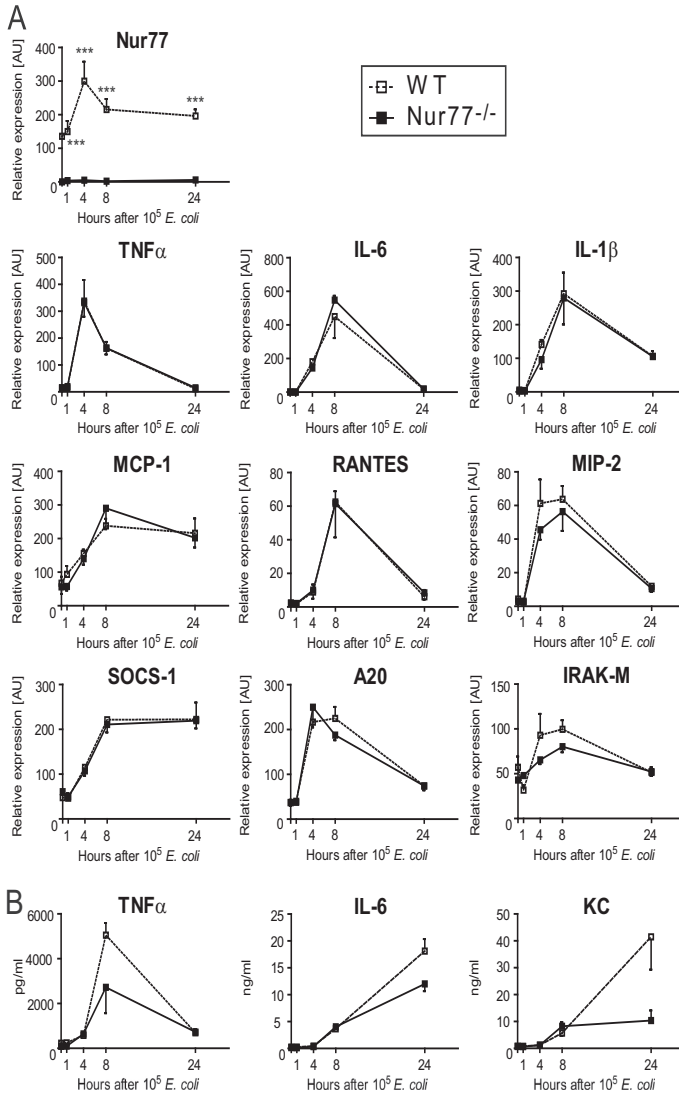 A
Nur77
Relative expression [AU]
400
300
200
100
0
***
***
***
***
1 4 8 24
Hours after 10⁵ E. coli
WT
Nur77-/-
TNFα
Relative expression [AU]
500
400
300
200
100
0
1 4 8 24
Hours after 10⁵ E. coli
IL-6
Relative expression [AU]
800
600
400
200
0
1 4 8 24
Hours after 10⁵ E. coli
IL-1β
Relative expression [AU]
400
300
200
100
0
1 4 8 24
Hours after 10⁵ E. coli
MCP-1
Relative expression [AU]
400
300
200
100
0
1 4 8 24
Hours after 10⁵ E. coli
RANTES
Relative expression [AU]
80
60
40
20
0
1 4 8 24
Hours after 10⁵ E. coli
MIP-2
Relative expression [AU]
80
60
40
20
0
1 4 8 24
Hours after 10⁵ E. coli
SOCS-1
Relative expression [AU]
300
200
100
0
1 4 8 24
Hours after 10⁵ E. coli
A20
Relative expression [AU]
300
200
100
0
1 4 8 24
Hours after 10⁵ E. coli
IRAK-M
Relative expression [AU]
150
100
50
0
1 4 8 24
Hours after 10⁵ E. coli
B
TNFα
pg/ml
6000
4000
2000
0
1 4 8 24
Hours after 10⁵ E. coli
IL-6
ng/ml
25
20
15
10
5
0
1 4 8 24
Hours after 10⁵ E. coli
KC
ng/ml
50
40
30
20
10
0
1 4 8 24
Hours after 10⁵ E. coli